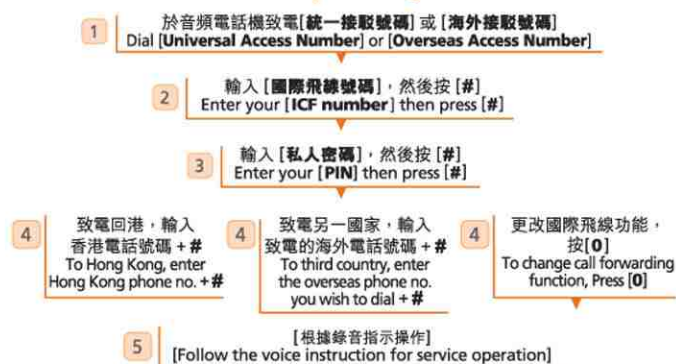 1
於音頻電話機致電[統一接駁號碼] 或 [海外接駁號碼]
Dial [Universal Access Number] or [Overseas Access Number]
2
輸入 [國際飛線號碼],然後按 [#]
Enter your [ICF number] then press [#]
3
輸入 [私人密碼],然後按 [#]
Enter your [PIN] then press [#]
4
致電回港,輸入
香港電話號碼 + #
To Hong Kong, enter
Hong Kong phone no. + #
4
致電另一國家,輸入
致電的海外電話號碼 + #
To third country, enter
the overseas phone no.
you wish to dial + #
4
更改國際飛線功能,
按[0]
To change call forwarding
function, Press [0]
5
[根據錄音指示操作]
[Follow the voice instruction for service operation]